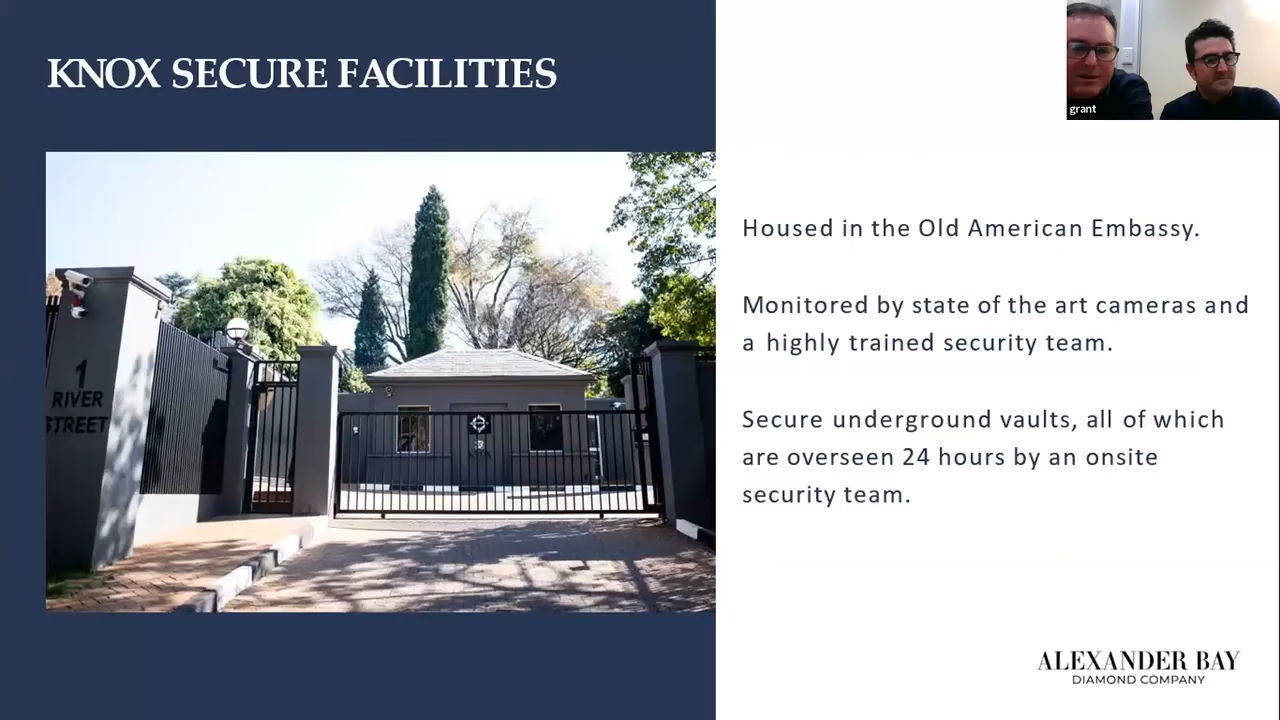 KNOX SECURE FACILITIES
grant
1
RIVER
STREET
Housed in the Old American Embassy.
Monitored by state of the art cameras and
a highly trained security team.
Secure underground vaults, all of which
are overseen 24 hours by an onsite
security team.
ALEXANDER BAY
DIAMOND COMPANY